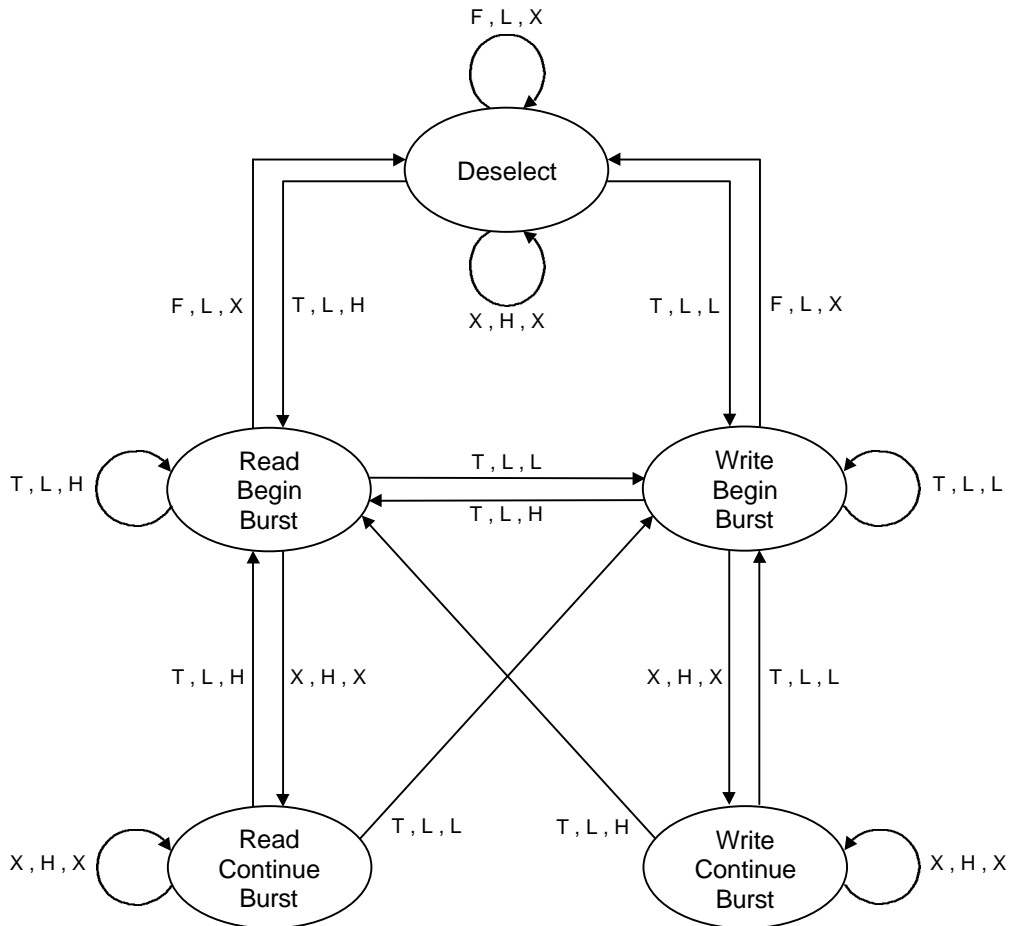 F , L , X
Deselect
X , H , X
F , L , X
T , L , H
T , L , L
F , L , X
T , L , H
Read
Begin
Burst
T , L , L
T , L , H
Write
Begin
Burst
T , L , L
T , L , H
X , H , X
X , H , X
T , L , L
X , H , X
Read
Continue
Burst
T , L , L
T , L , H
Write
Continue
Burst
X , H , X